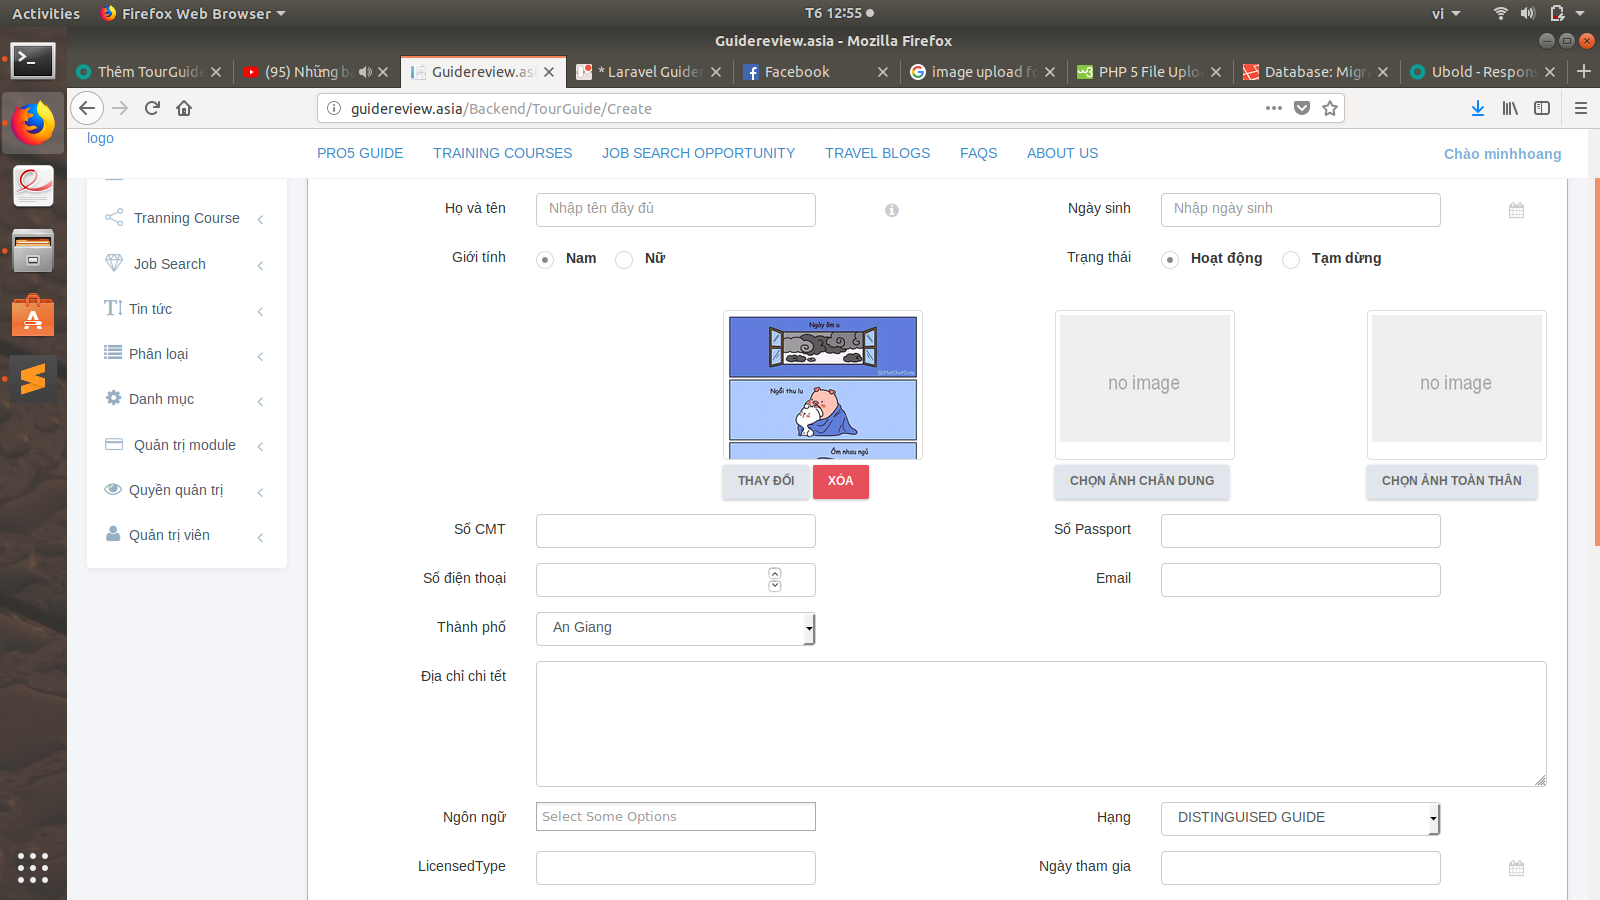 Activities
Firefox Web Browser
T6 12:55
vi
Guidereview.asia - Mozilla Firefox
Thêm TourGuide
(95) Những b
Guidereview.as
* Laravel Guider
Facebook
image upload fo
PHP 5 File Uplo
Database: Migra
Ubold - Respons
guidereview.asia/Backend/TourGuide/Create
logo
PRO5 GUIDE
TRAINING COURSES
JOB SEARCH OPPORTUNITY
TRAVEL BLOGS
FAQS
ABOUT US
Chào minhhoang
Tranning Course
Job Search
Tin tức
Phân loại
Danh mục
Quản trị module
Quyền quản trị
Quản trị viên
Họ và tên
Nhập tên đầy đủ
Ngày sinh
Nhập ngày sinh
Giới tính
Nam
Nữ
Trạng thái
Hoạt động
Tạm dừng
Ngày âm u
Ngồi thu lu
Ôm nhau ngủ
no image
no image
THAY ĐỔI
XÓA
CHỌN ẢNH CHÂN DUNG
CHỌN ẢNH TOÀN THÂN
Số CMT
Số Passport
Số điện thoại
Email
Thành phố
An Giang
Địa chỉ chi tết
Ngôn ngữ
Select Some Options
Hạng
DISTINGUISED GUIDE
LicensedType
Ngày tham gia